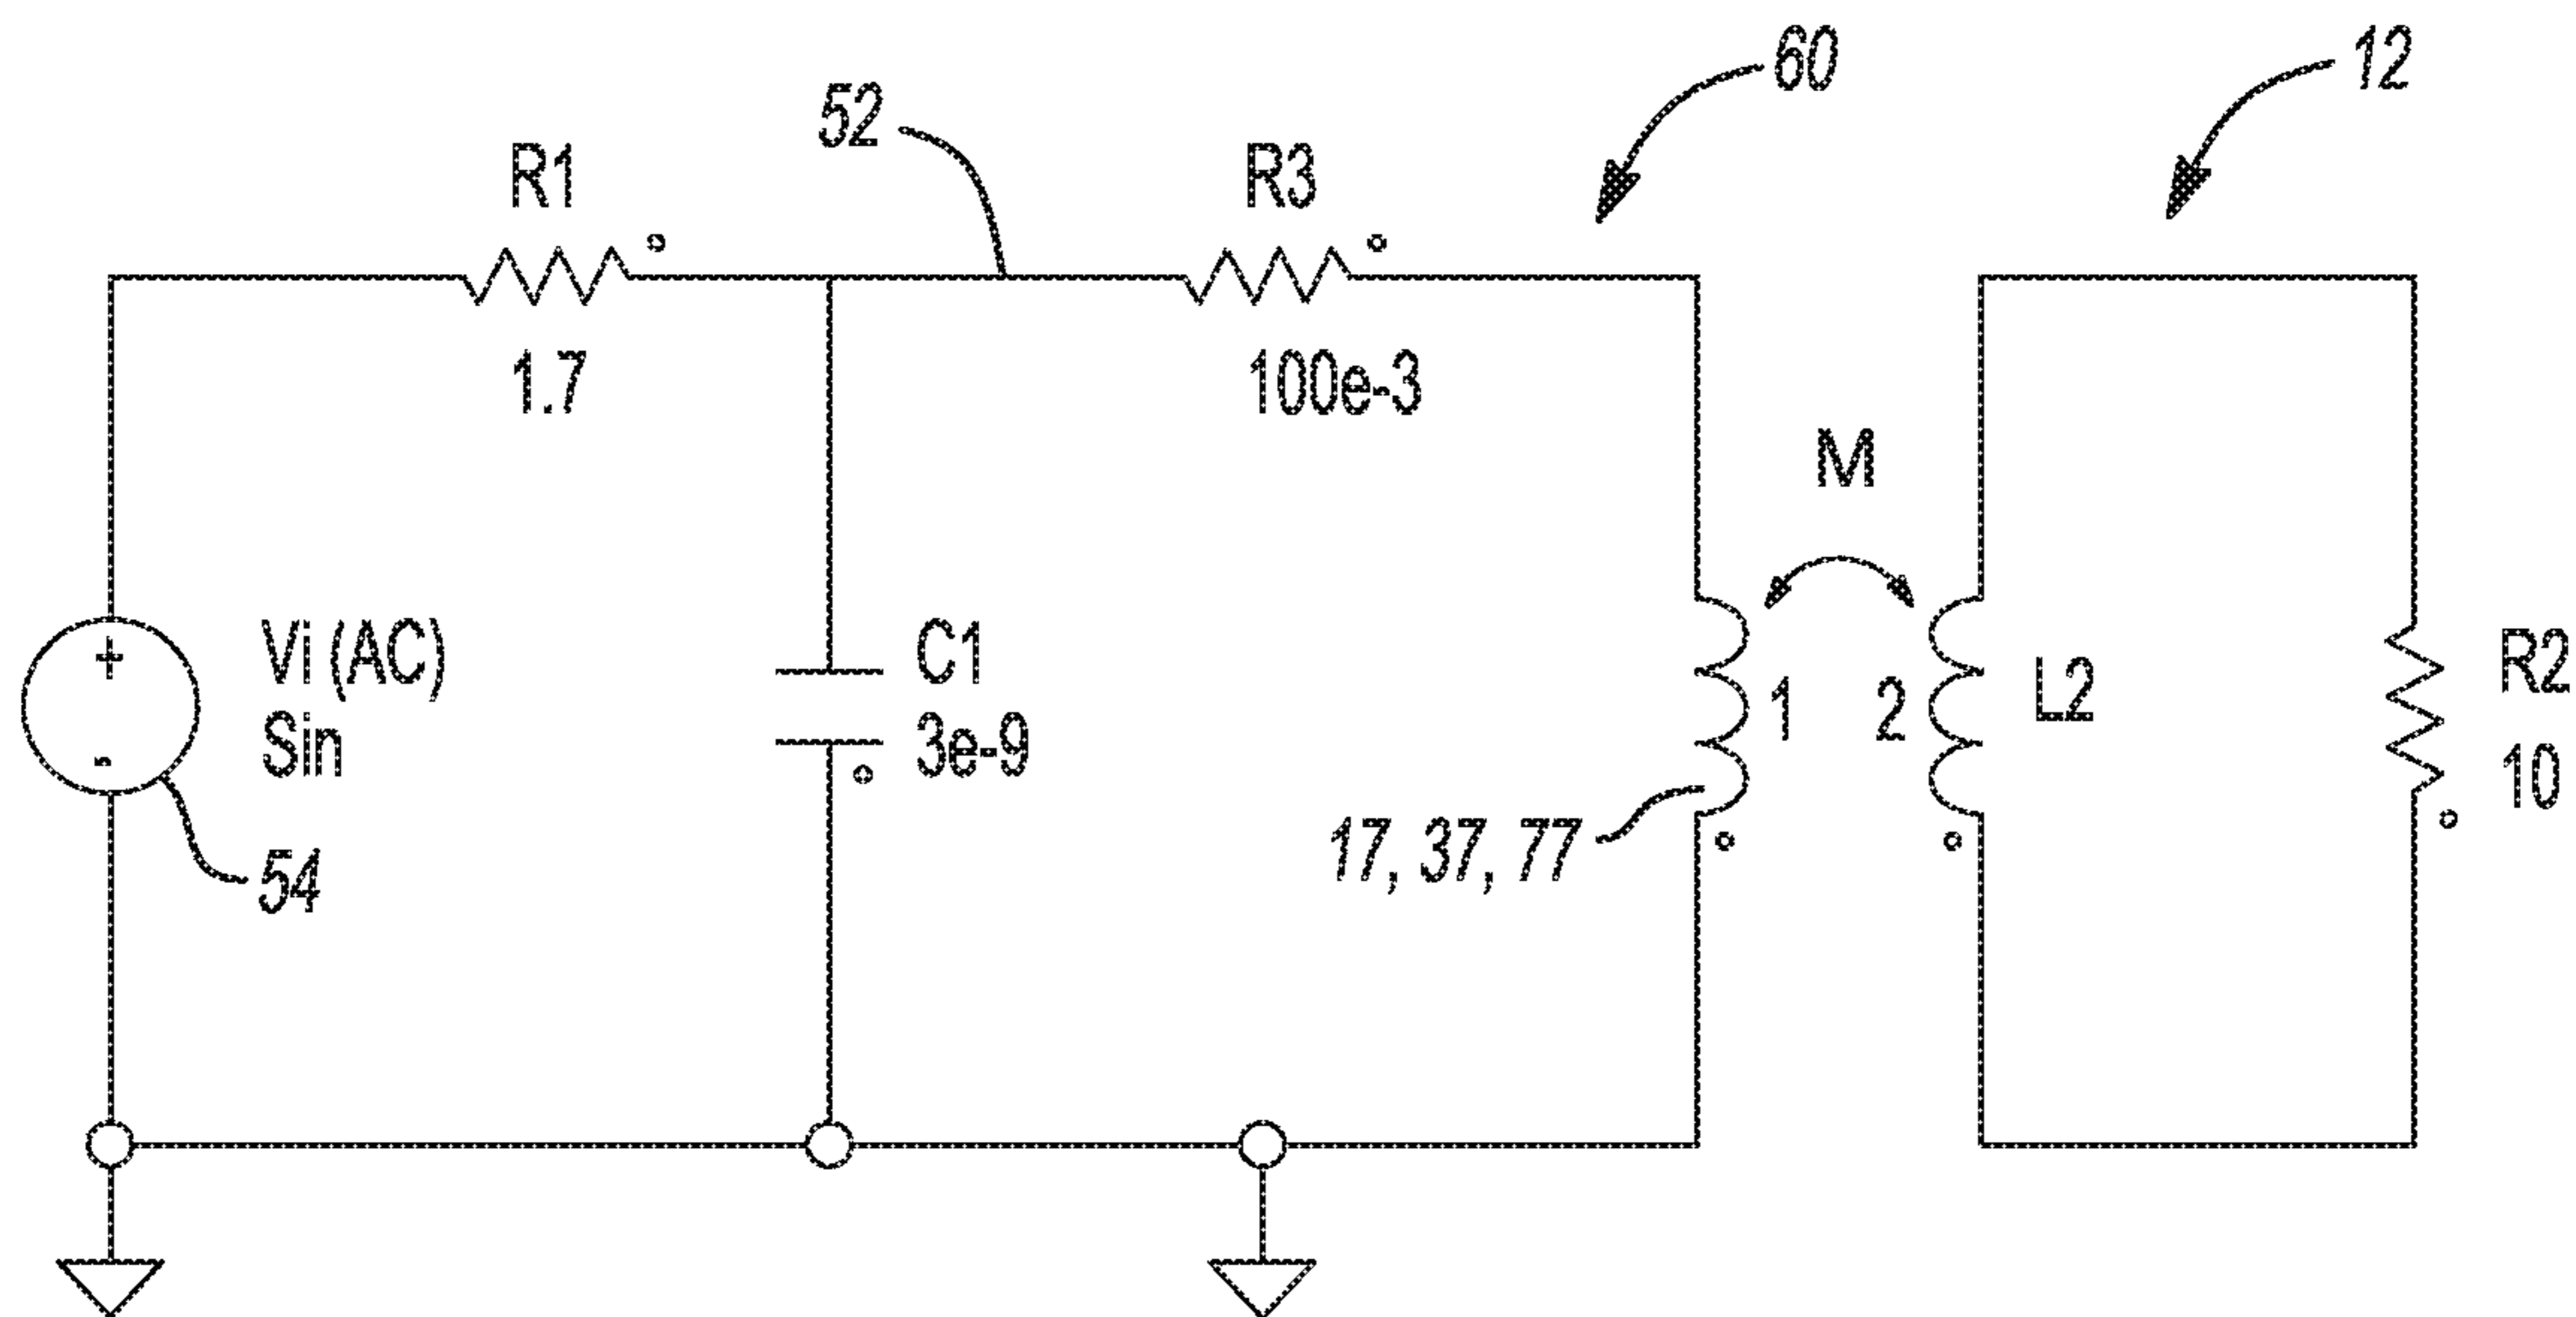 60
12
52
R1
R3
1.7
100e-3
M
+
Vi (AC)
Sin
-
C1
3e-9
1
2
L2
R2
10
17, 37, 77
54